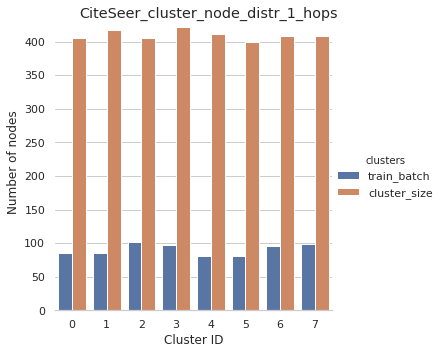 CiteSeer_cluster_node_distr_1_hops
400
350
300
250
200
150
100
50
0
Number of nodes
0 1 2 3 4 5 6 7
Cluster ID
clusters
train_batch
cluster_size